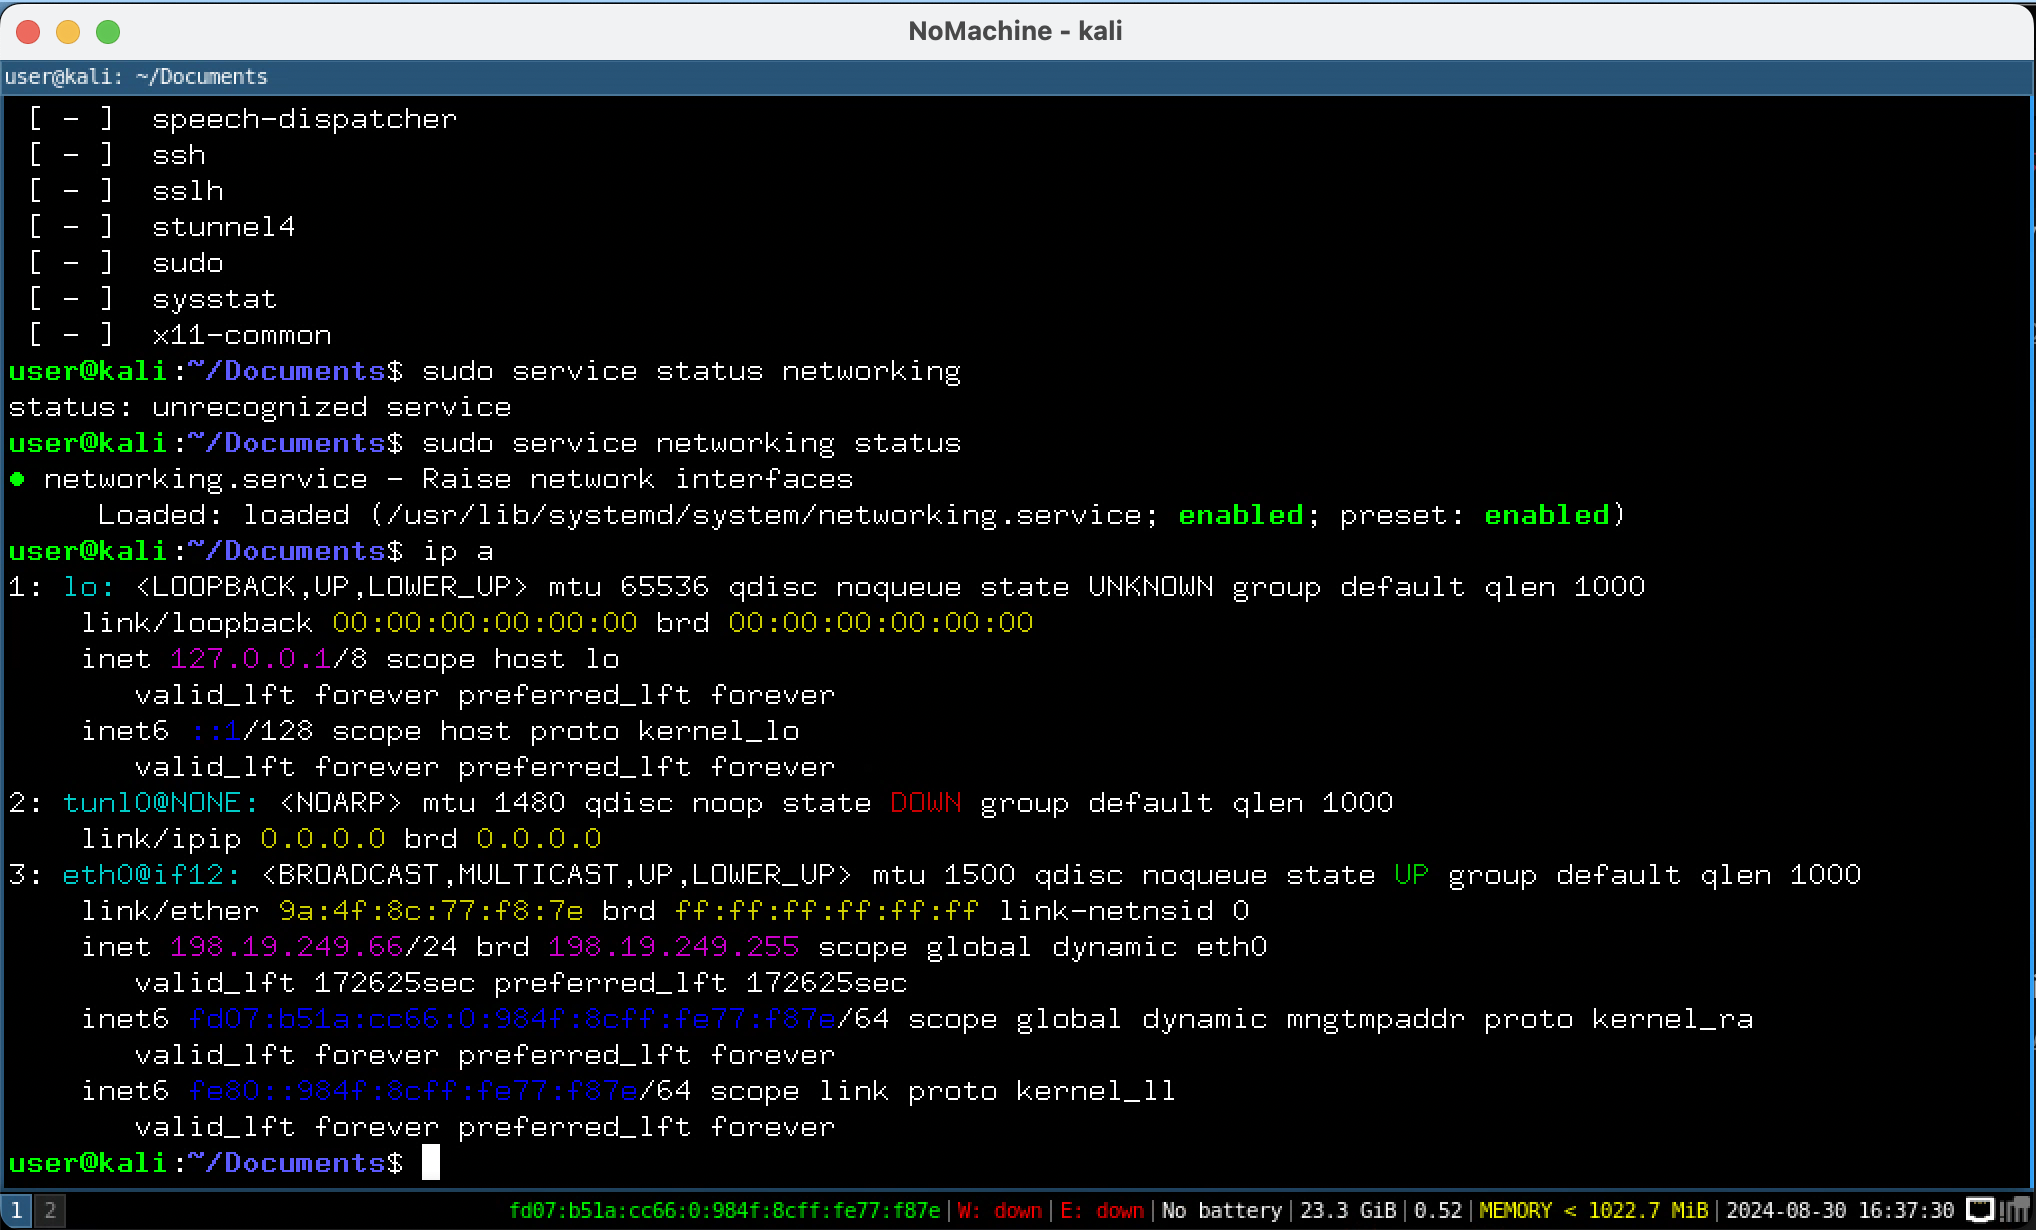 NoMachine - kali
user@kali: ~/Documents
[ - ]  speech-dispatcher
[ - ]  ssh
[ - ]  sslh
[ - ]  stunnel4
[ - ]  sudo
[ - ]  sysstat
[ - ]  x11-common
user@kali:~/Documents$ sudo service status networking
status: unrecognized service
user@kali:~/Documents$ sudo service networking status
● networking.service - Raise network interfaces
     Loaded: loaded (/usr/lib/systemd/system/networking.service; enabled; preset: enabled)
user@kali:~/Documents$ ip a
1: lo: <LOOPBACK,UP,LOWER_UP> mtu 65536 qdisc noqueue state UNKNOWN group default qlen 1000
    link/loopback 00:00:00:00:00:00 brd 00:00:00:00:00:00
    inet 127.0.0.1/8 scope host lo
       valid_lft forever preferred_lft forever
    inet6 ::1/128 scope host proto kernel_lo
       valid_lft forever preferred_lft forever
2: tunl0@NONE: <NOARP> mtu 1480 qdisc noop state DOWN group default qlen 1000
    link/ipip 0.0.0.0 brd 0.0.0.0
3: eth0@if12: <BROADCAST,MULTICAST,UP,LOWER_UP> mtu 1500 qdisc noqueue state UP group default qlen 1000
    link/ether 9a:4f:8c:77:f8:7e brd ff:ff:ff:ff:ff:ff link-netnsid 0
    inet 198.19.249.66/24 brd 198.19.249.255 scope global dynamic eth0
       valid_lft 172625sec preferred_lft 172625sec
    inet6 fd07:b51a:cc66:0:984f:8cff:fe77:f87e/64 scope global dynamic mngtmpaddr proto kernel_ra
       valid_lft forever preferred_lft forever
    inet6 fe80::984f:8cff:fe77:f87e/64 scope link proto kernel_ll
       valid_lft forever preferred_lft forever
user@kali:~/Documents$
1 2 fd07:b51a:cc66:0:984f:8cff:fe77:f87e|W: down|E: down|No battery|23.3 GiB|0.52|MEMORY < 1022.7 MiB|2024-08-30 16:37:30